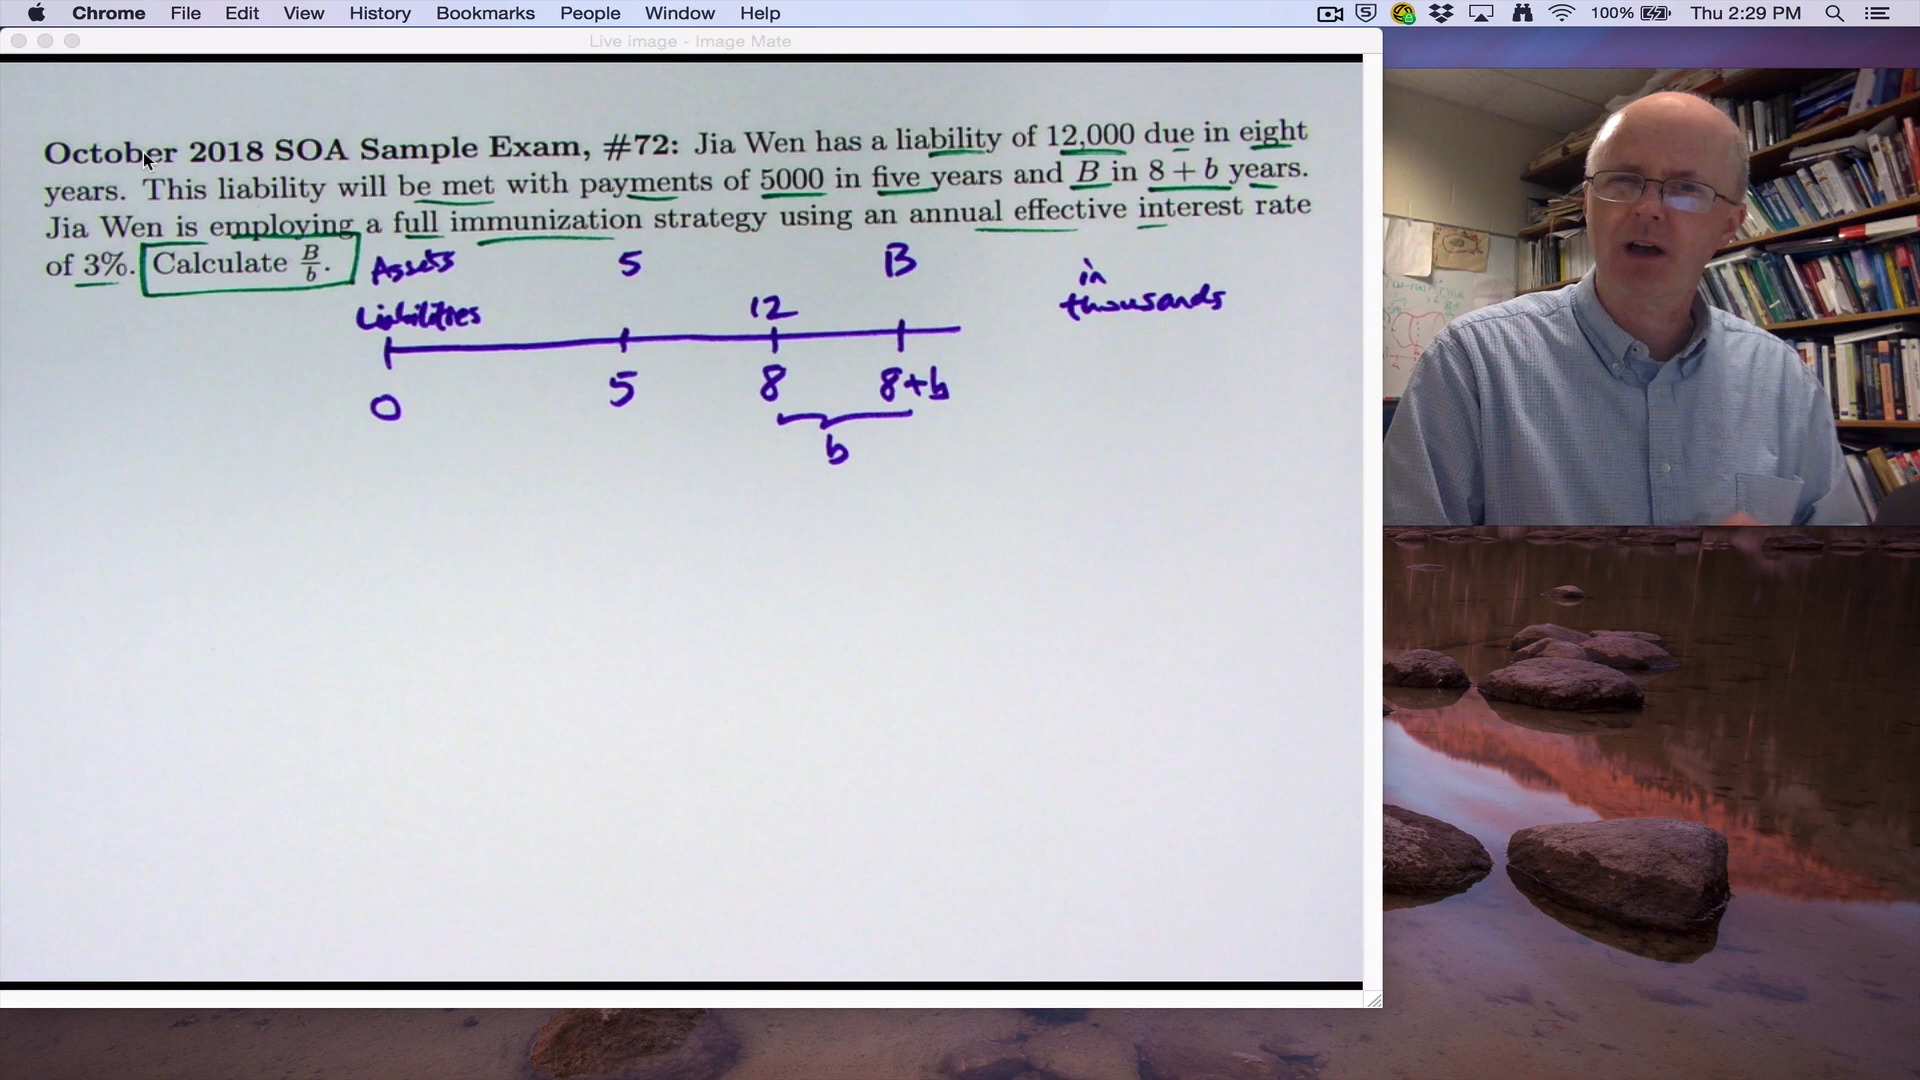 Chrome File Edit View History Bookmarks People Window Help 100% Thu 2:29 PM
Live image - Image Mate
October 2018 SOA Sample Exam, #72: Jia Wen has a liability of 12,000 due in eight
years. This liability will be met with payments of 5000 in five years and B in 8 + b years.
Jia Wen is employing a full immunization strategy using an annual effective interest rate
of 3%. Calculate B/b.
Assets 5 B in
Liabilities 12 thousands
0 5 8 8+b
b